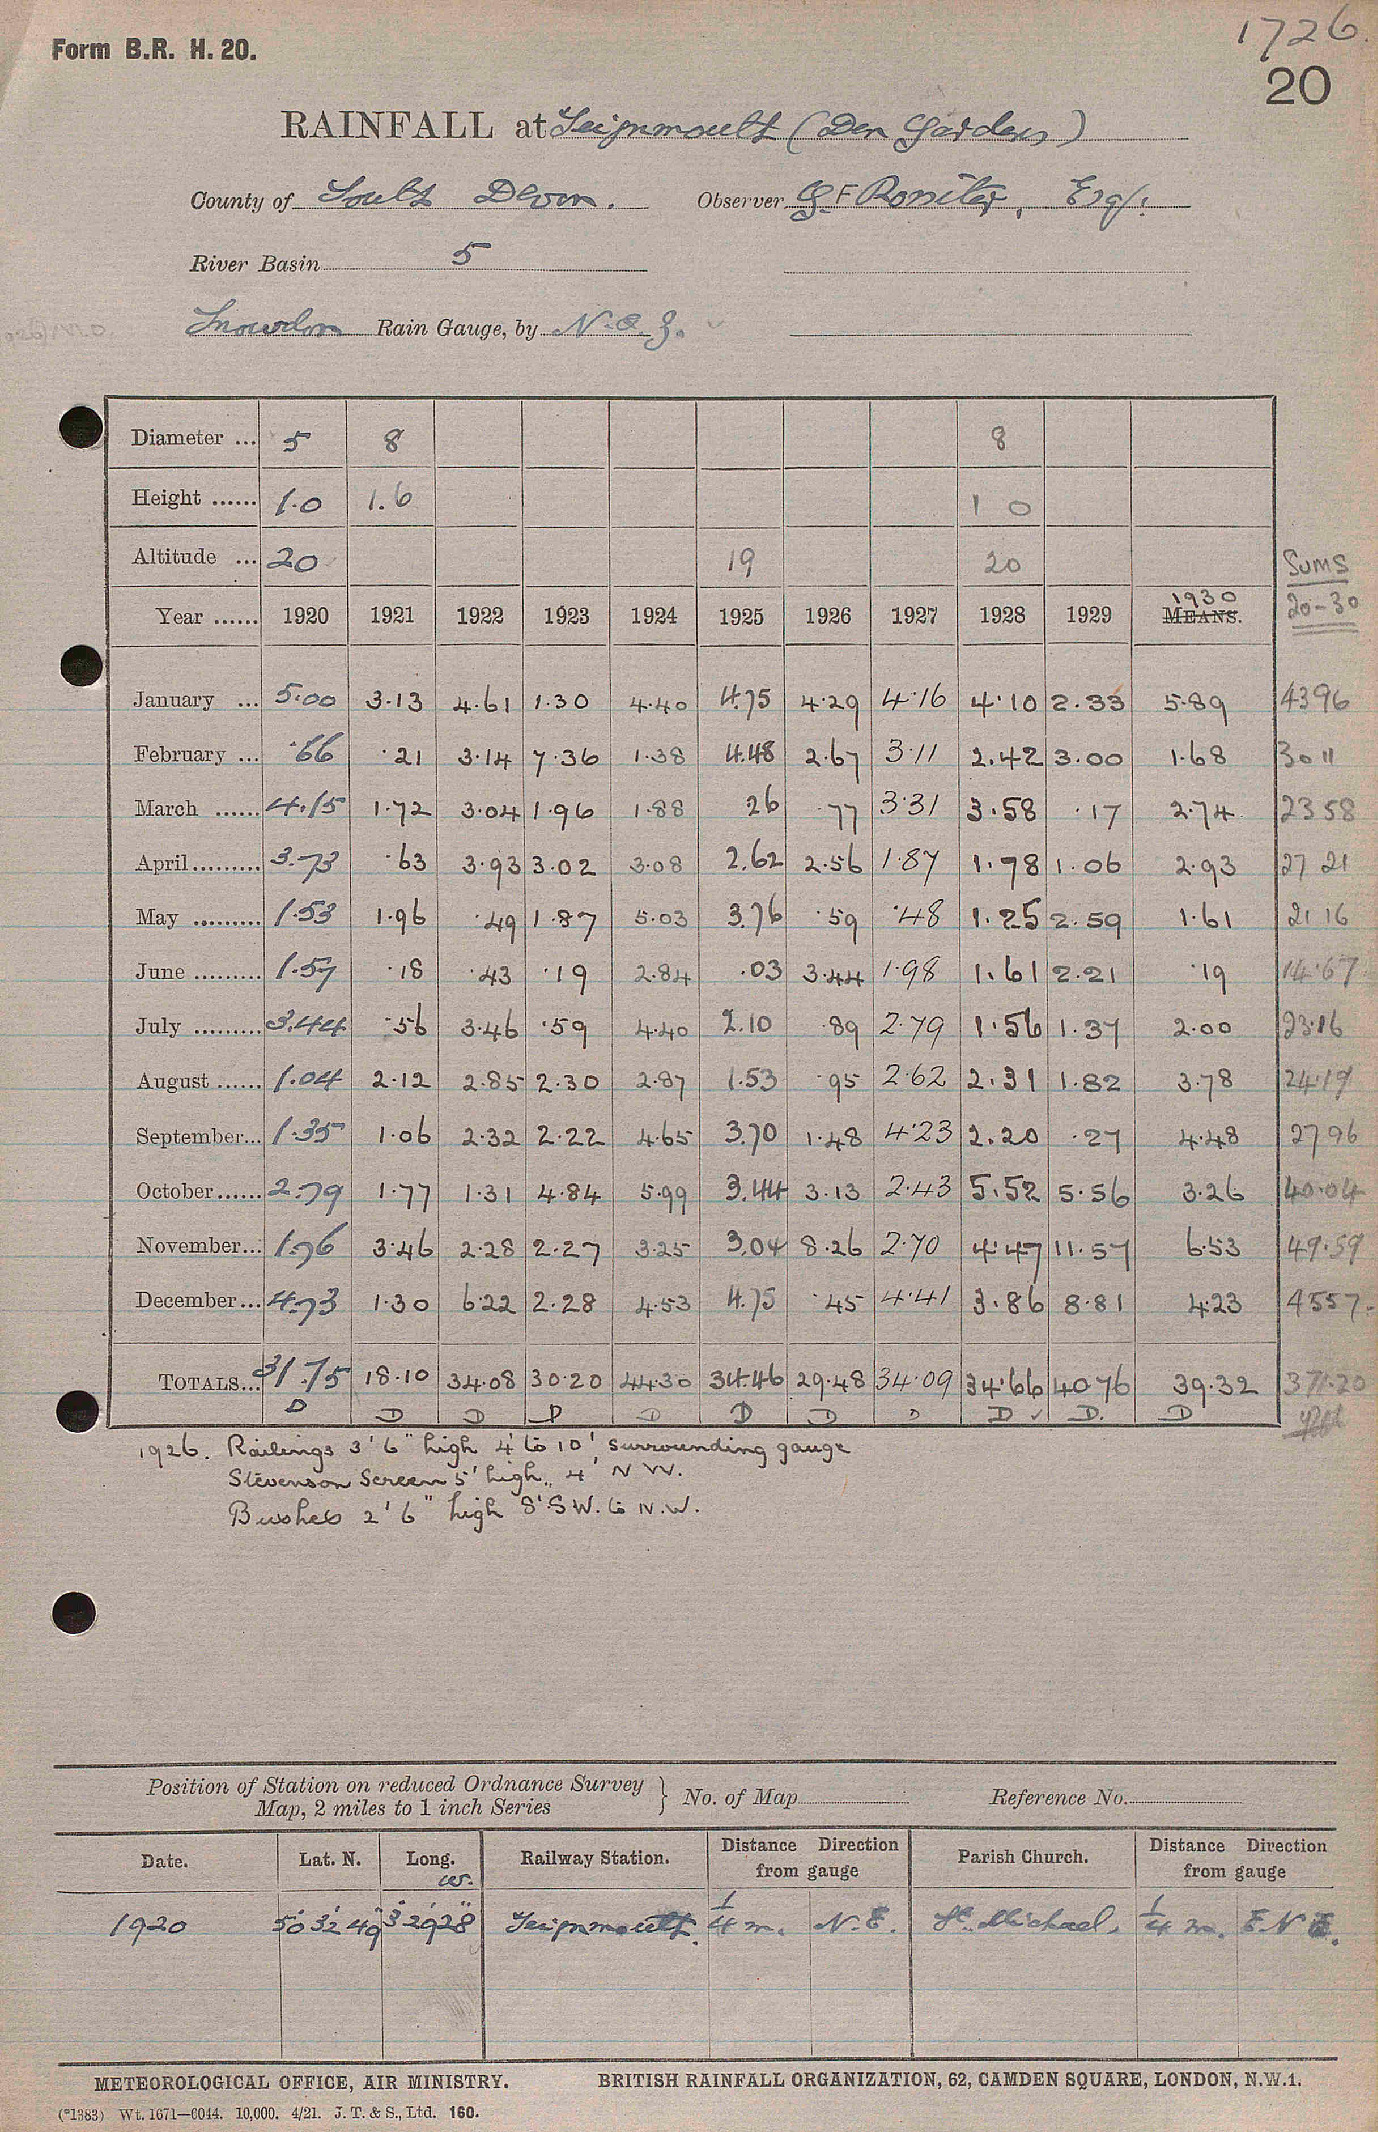 1726.
Form B.R. H. 20.
20
RAINFALL at Teignmouth (Den Gardens)
County of South Devon. Observer G.F. Rossiter, Esq.
River Basin 5
Snowdon Rain Gauge, by N. & Z.
Diameter ... 5 8 8
Height ...... 1.0 1.6 1 0
Altitude ... 20 19 20 Sums
Year ...... 1920 1921 1922 1923 1924 1925 1926 1927 1928 1929 1930 MEANS. 20-30
January ... 5.00 3.13 4.61 1.30 4.40 4.75 4.29 4.16 4.10 2.33 5.89 43 96
February ... .66 .21 3.14 7.36 1.38 4.48 2.67 3.11 2.42 3.00 1.68 30 11
March ...... 4.15 1.72 3.04 1.96 1.88 26 .77 3.31 3.58 .17 2.74 23 58
April ......... 3.73 .63 3.93 3.02 3.08 2.62 2.56 1.87 1.78 1.06 2.93 27 21
May ......... 1.53 1.96 .49 1.87 5.03 3.76 .59 .48 1.25 2.59 1.61 21 16
June ......... 1.57 .18 .43 .19 2.84 .03 3.44 1.98 1.61 2.21 .19 14.67
July ......... 3.44 .56 3.46 .59 4.40 2.10 .89 2.79 1.56 1.37 2.00 23.16
August ...... 1.04 2.12 2.85 2.30 2.87 1.53 .95 2.62 2.31 1.82 3.78 24.19
September... 1.35 1.06 2.32 2.22 4.65 3.70 1.48 4.23 2.20 .27 4.48 27 96
October ...... 2.79 1.77 1.31 4.84 5.99 3.44 3.13 2.43 5.52 5.56 3.26 40.04
November... 1.76 3.46 2.28 2.27 3.25 3.04 8.26 2.70 4.47 11.57 6.53 49.59
December ... 4.73 1.30 6.22 2.28 4.53 4.75 .45 4.41 3.86 8.81 4.23 45 57
TOTALS... 31.75 18.10 34.08 30.20 44.30 34.46 29.48 34.09 34.66 40.76 39.32 371.20
D D D D D D D D D ✓ D. D
1926. Railings 3' 6" high 4' to 10' surrounding gauge
Stevenson Screen 5' high, 4' N W.
Bushes 2' 6" high 8' S W. to N.W.
Position of Station on reduced Ordnance Survey Map, 2 miles to 1 inch Series } No. of Map Reference No.
Date. Lat. N. Long. W. Railway Station. Distance Direction from gauge Parish Church. Distance Direction from gauge
1920 50° 32' 49" 3° 29' 28" Teignmouth. 1/4 m. N.E. St. Michael. 1/4 m. E N E.
METEOROLOGICAL OFFICE, AIR MINISTRY. BRITISH RAINFALL ORGANIZATION, 62, CAMDEN SQUARE, LONDON, N.W.1.
(*1383) Wt. 1671—6044. 10,000. 4/21. J. T. & S., Ltd. 160.